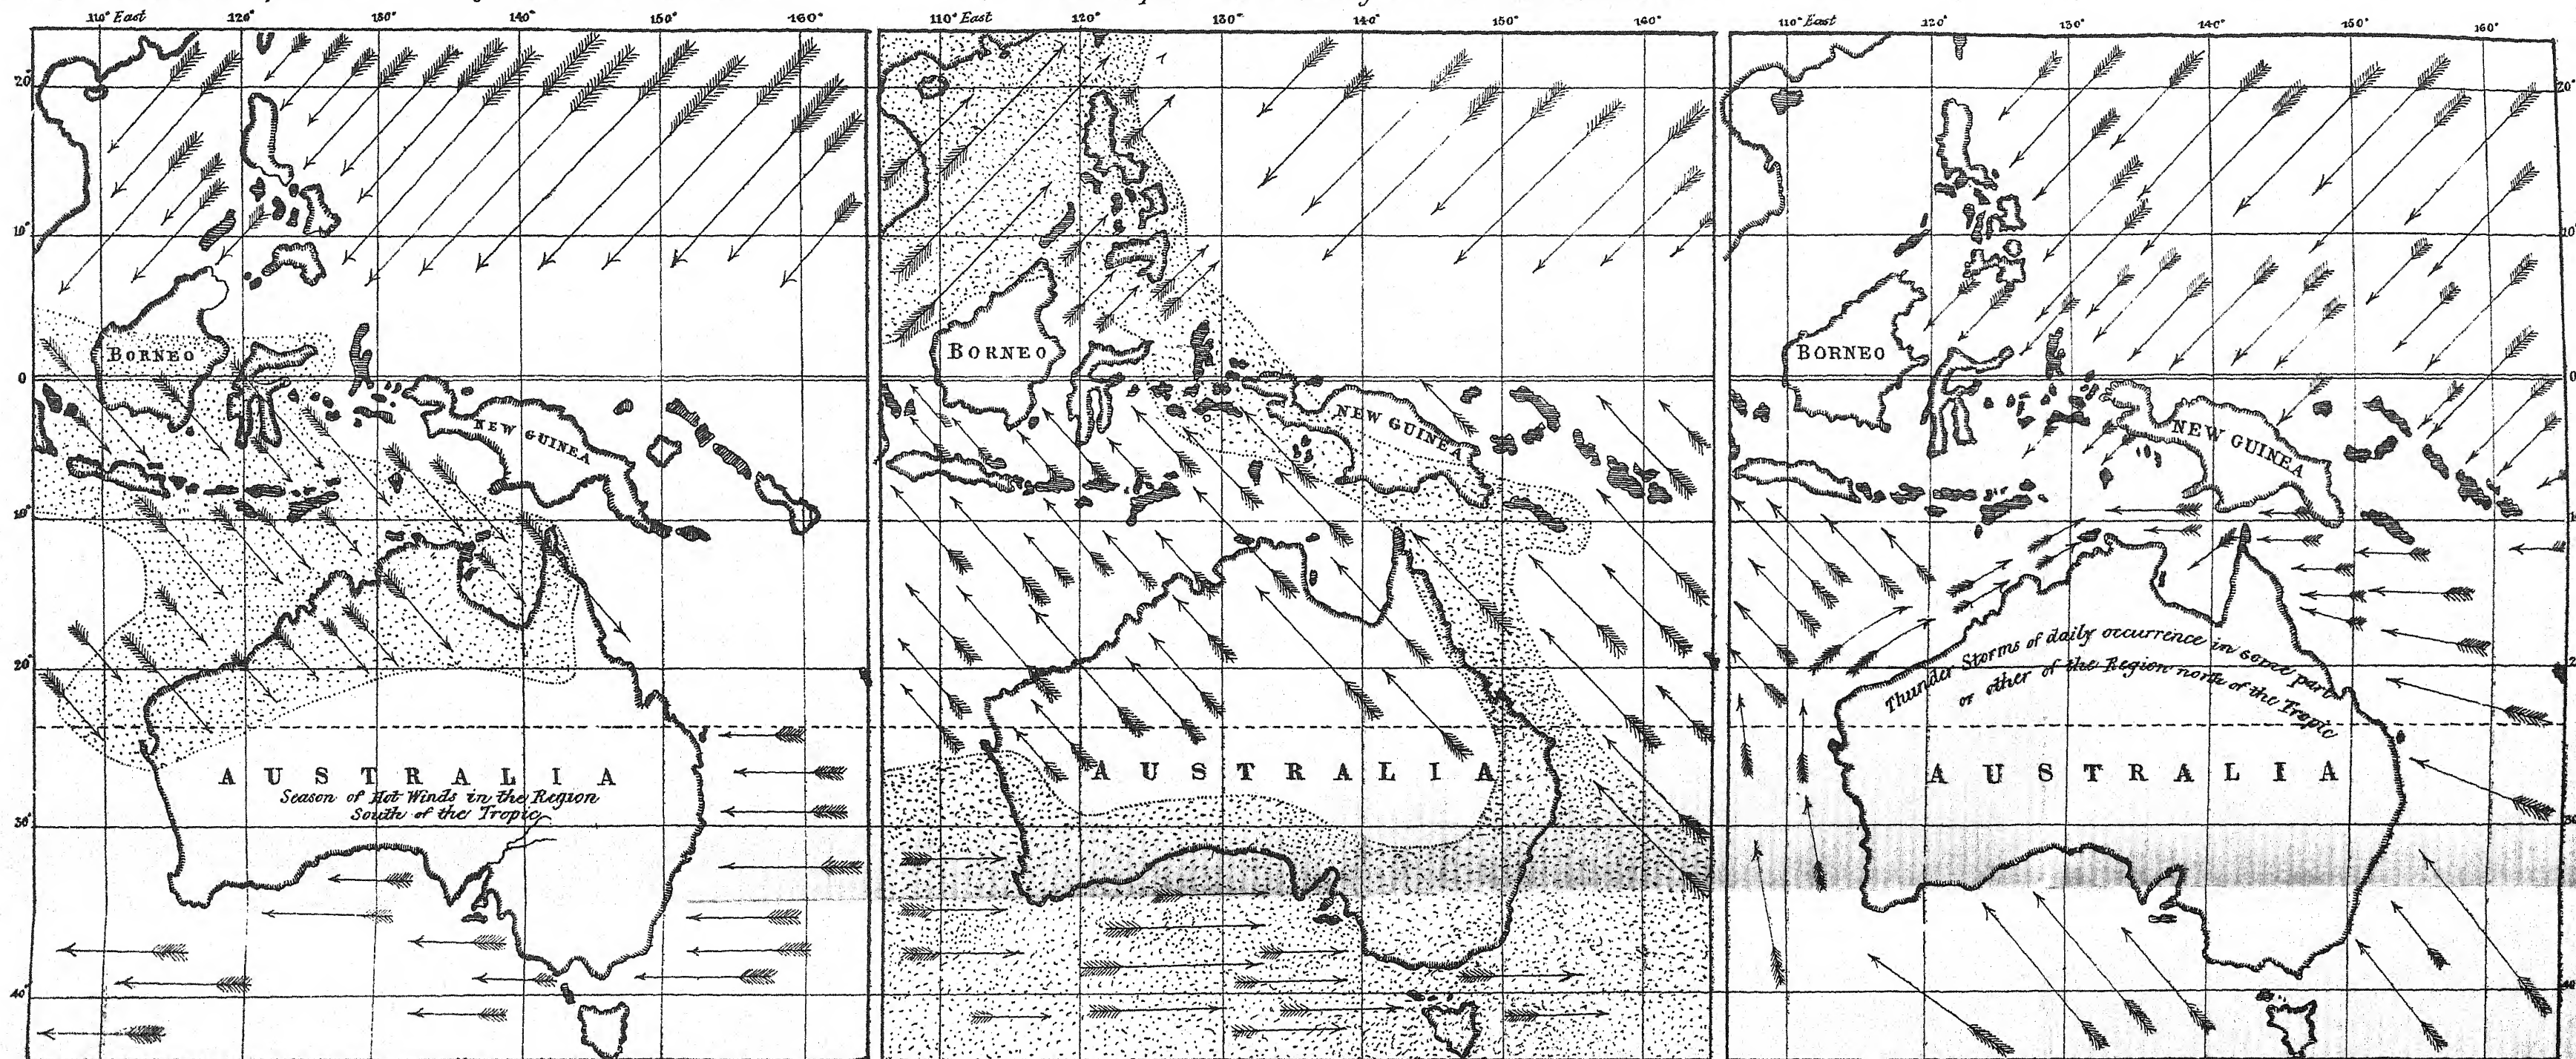 110° East 120° 130° 140° 150° 160°
110° East 120° 130° 140° 150° 160°
110° East 120° 130° 140° 150° 160°
20°
10°
0
10°
20°
30°
40°
BORNEO
NEW GUINEA
AUSTRALIA
Season of Hot Winds in the Region
South of the Tropic
BORNEO
NEW GUINEA
AUSTRALIA
BORNEO
NEW GUINEA
Thunder Storms of daily occurrence in some part
or other of the Region north of the Tropic
AUSTRALIA
20°
10°
0